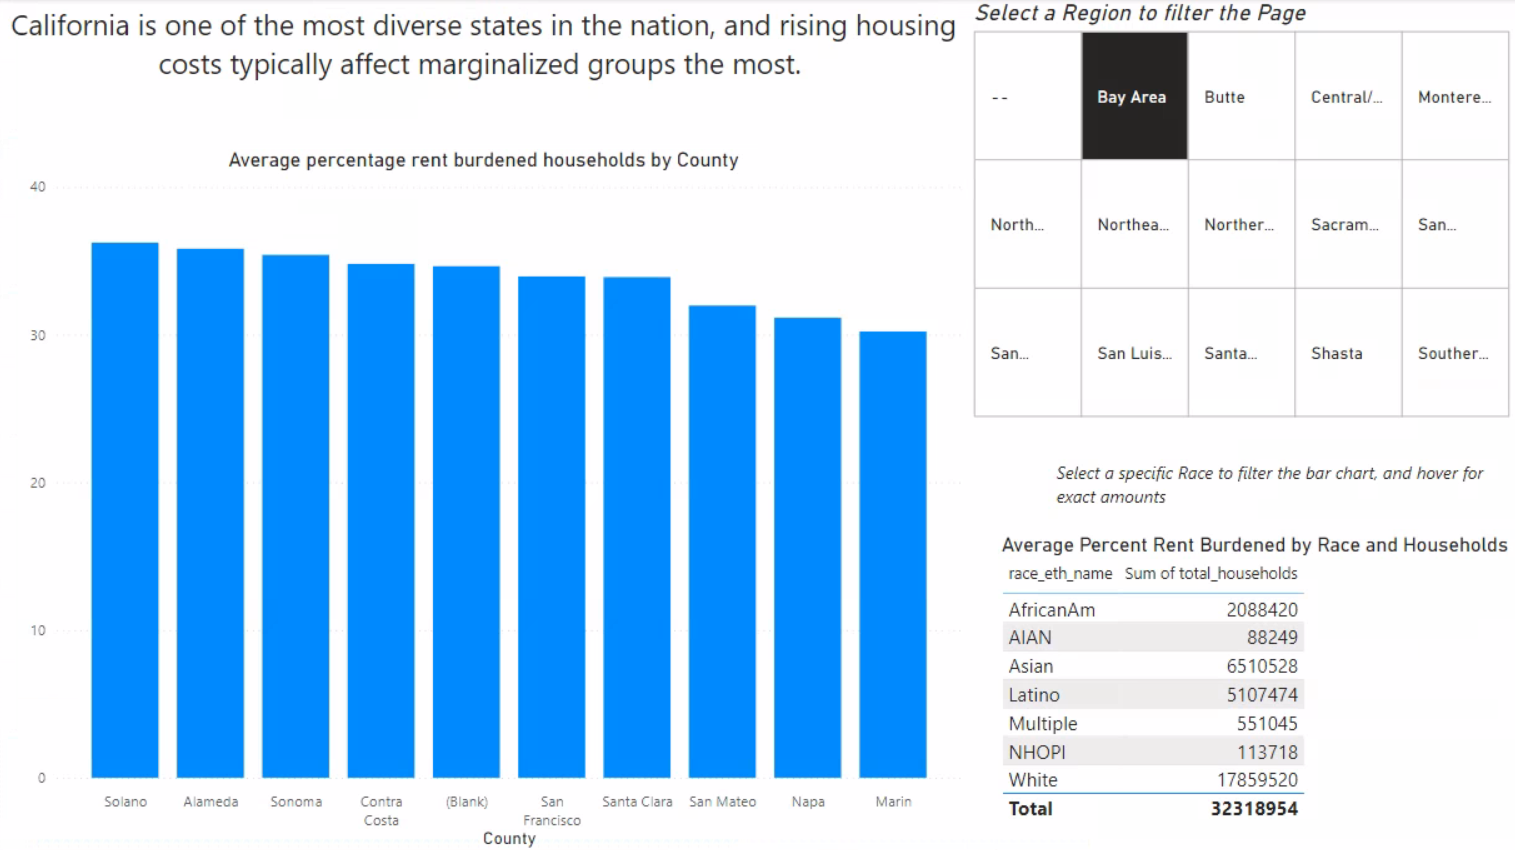 California is one of the most diverse states in the nation, and rising housing
costs typically affect marginalized groups the most.
Select a Region to filter the Page
--
Bay Area
Butte
Central/...
Montere...
North...
Northea...
Norther...
Sacram...
San...
San...
San Luis...
Santa...
Shasta
Souther...
Average percentage rent burdened households by County
40
30
20
10
0
Solano
Alameda
Sonoma
Contra
Costa
(Blank)
San
Francisco
Santa Clara
San Mateo
Napa
Marin
County
Select a specific Race to filter the bar chart, and hover for
exact amounts
Average Percent Rent Burdened by Race and Households
race_eth_name Sum of total_households
AfricanAm 2088420
AIAN 88249
Asian 6510528
Latino 5107474
Multiple 551045
NHOPI 113718
White 17859520
Total 32318954